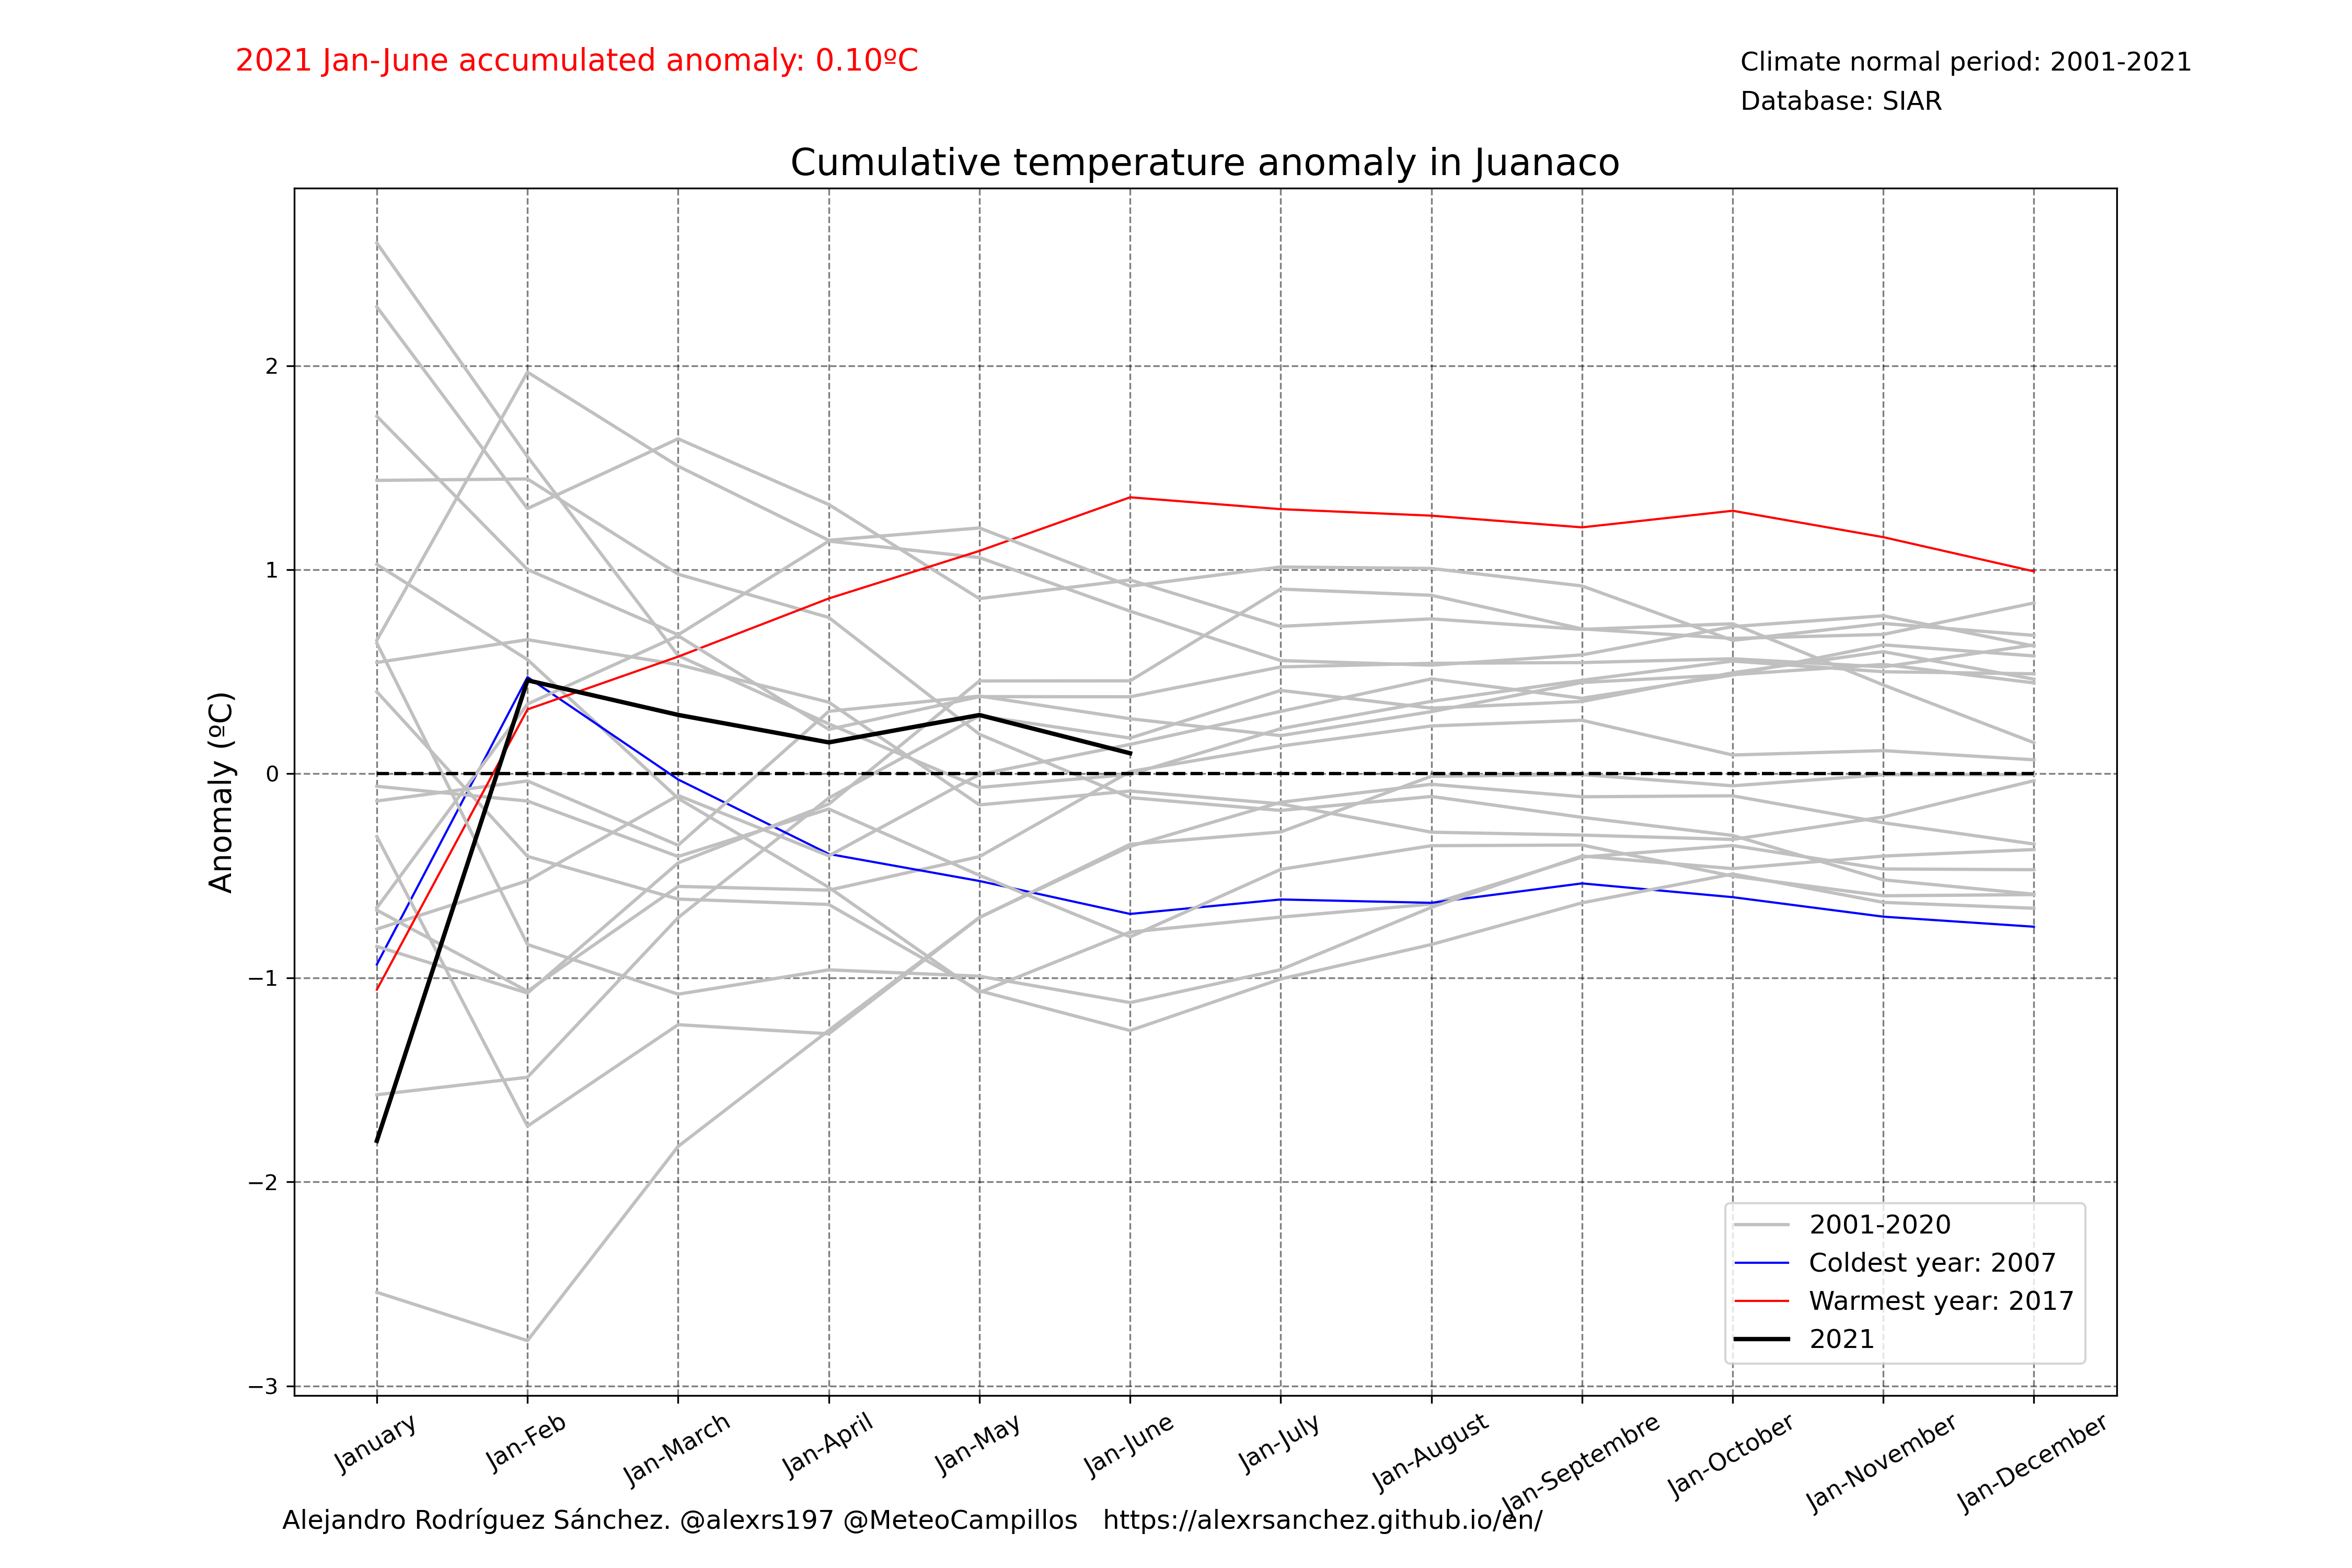 2021 Jan-June accumulated anomaly: 0.10ºC
Climate normal period: 2001-2021
Database: SIAR
Cumulative temperature anomaly in Juanaco
Anomaly (ºC)
2
1
0
−1
−2
−3
2001-2020
Coldest year: 2007
Warmest year: 2017
2021
January
Jan-Feb
Jan-March
Jan-April
Jan-May
Jan-June
Jan-July
Jan-August
Jan-Septembre
Jan-October
Jan-November
Jan-December
Alejandro Rodríguez Sánchez. @alexrs197 @MeteoCampillos   https://alexrsanchez.github.io/en/